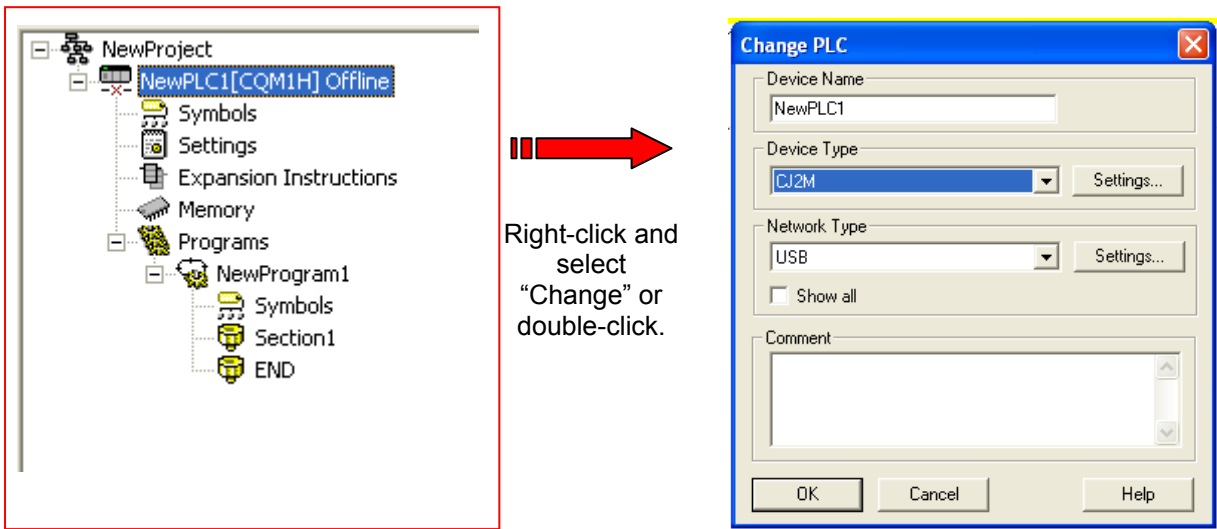 NewProject
NewPLC1[CQM1H] Offline
Symbols
Settings
Expansion Instructions
Memory
Programs
NewProgram1
Symbols
Section1
END
Right-click and
select
“Change” or
double-click.
Change PLC
Device Name
NewPLC1
Device Type
CJ2M
Settings...
Network Type
USB
Settings...
Show all
Comment
OK
Cancel
Help